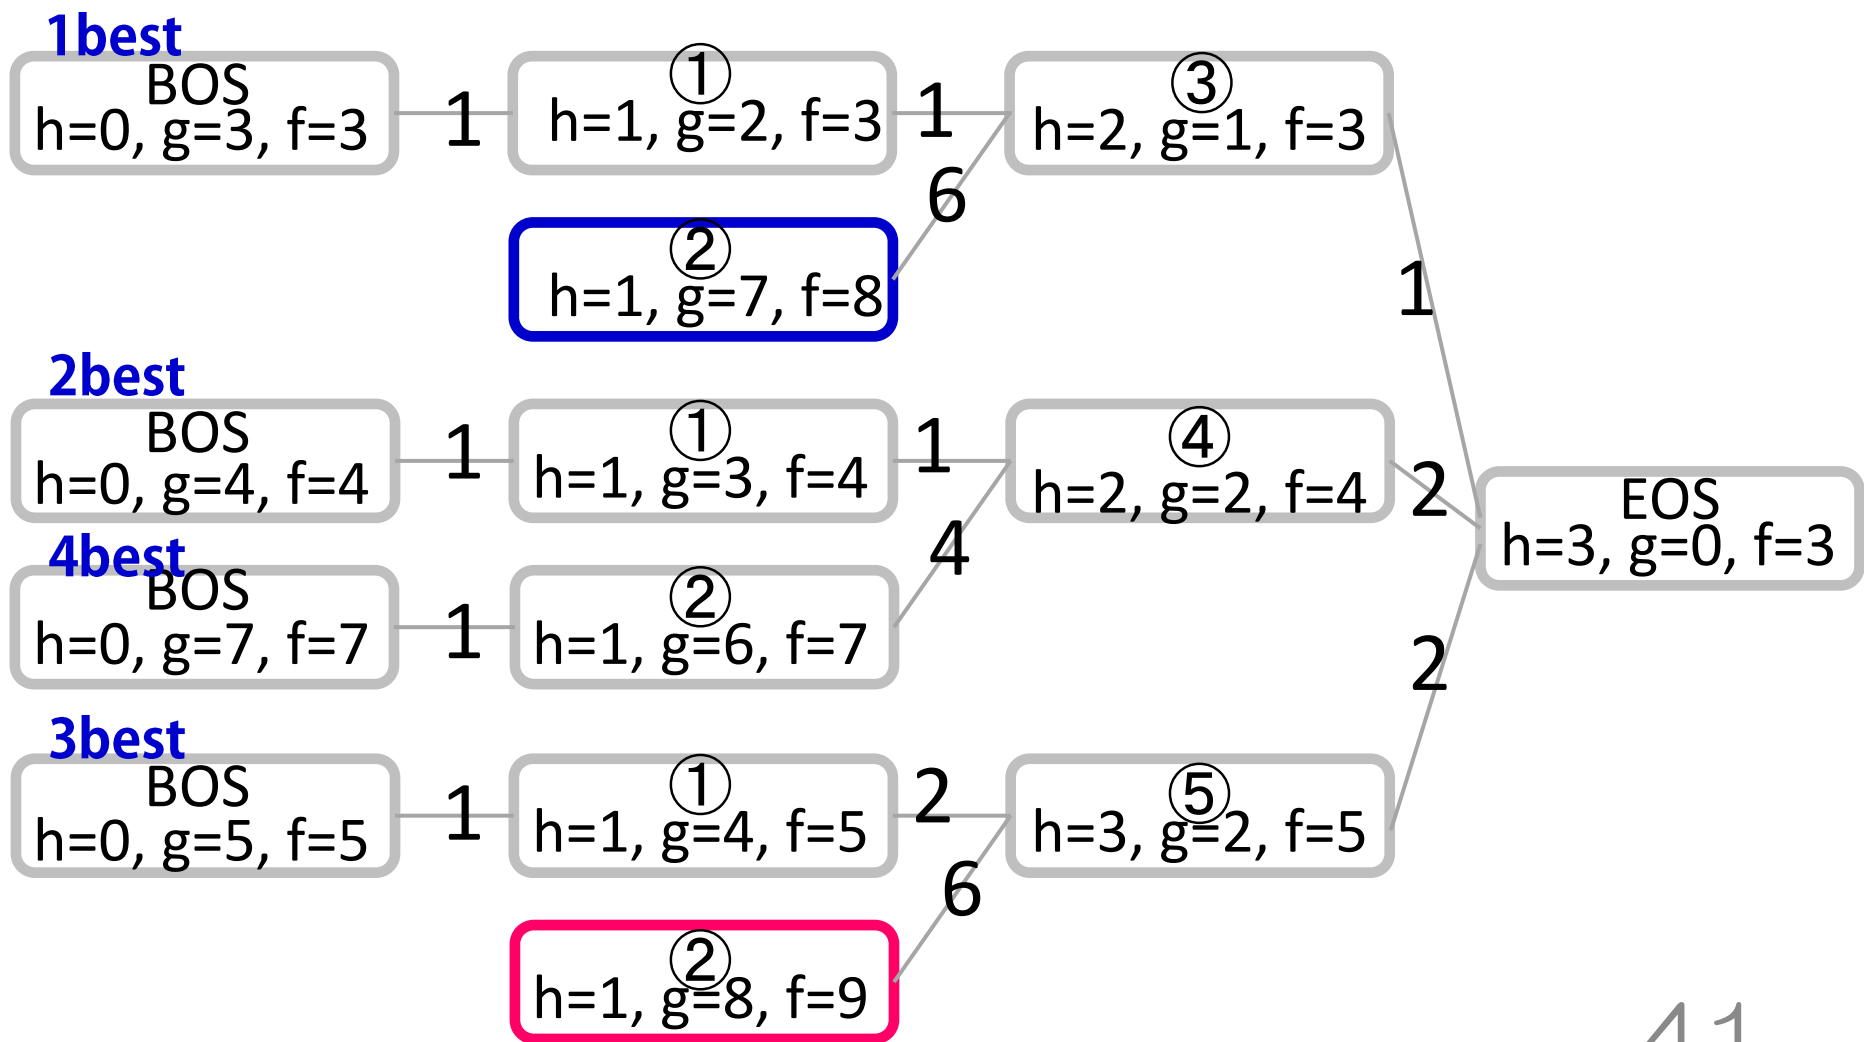 1best
BOS
h=0, g=3, f=3
1
①
h=1, g=2, f=3
1
③
h=2, g=1, f=3
6
②
h=1, g=7, f=8
1
2best
BOS
h=0, g=4, f=4
1
①
h=1, g=3, f=4
1
④
h=2, g=2, f=4
2
EOS
h=3, g=0, f=3
4best
BOS
h=0, g=7, f=7
1
②
h=1, g=6, f=7
4
2
3best
BOS
h=0, g=5, f=5
1
①
h=1, g=4, f=5
2
⑤
h=3, g=2, f=5
6
②
h=1, g=8, f=9
41